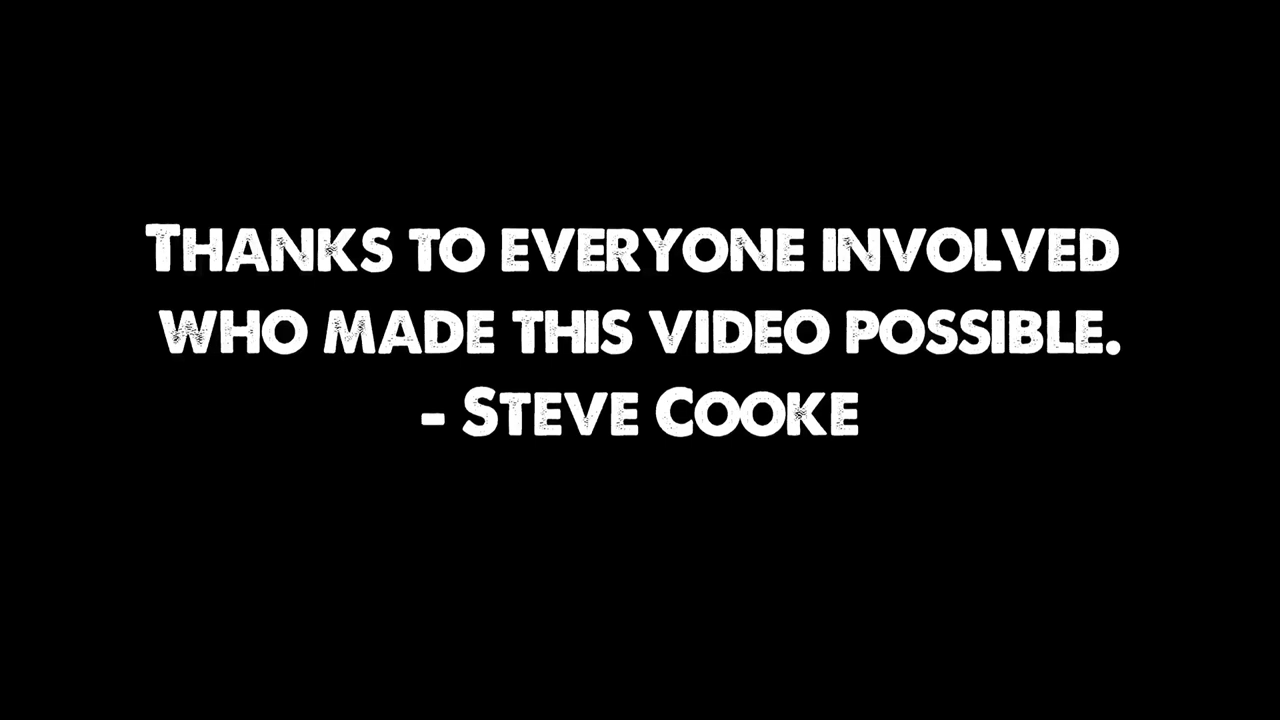 Thanks to everyone involved
who made this video possible.
- Steve Cooke